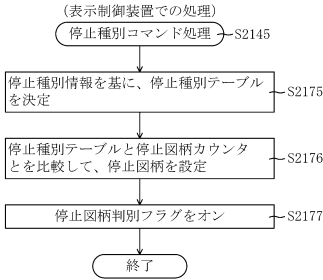 (表示制御装置での処理)
停止種別コマンド処理
S2145
停止種別情報を基に、停止種別テーブル
を決定
S2175
停止種別テーブルと停止図柄カウンタ
とを比較して、停止図柄を設定
S2176
停止図柄判別フラグをオン
S2177
終了